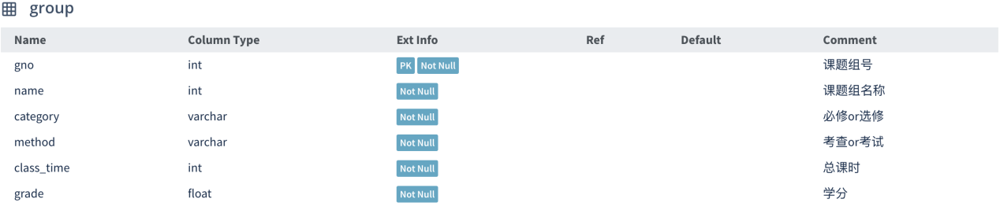 group
Name Column Type Ext Info Ref Default Comment
gno int PK Not Null 课题组号
name int Not Null 课题组名称
category varchar Not Null 必修or选修
method varchar Not Null 考查or考试
class_time int Not Null 总课时
grade float Not Null 学分